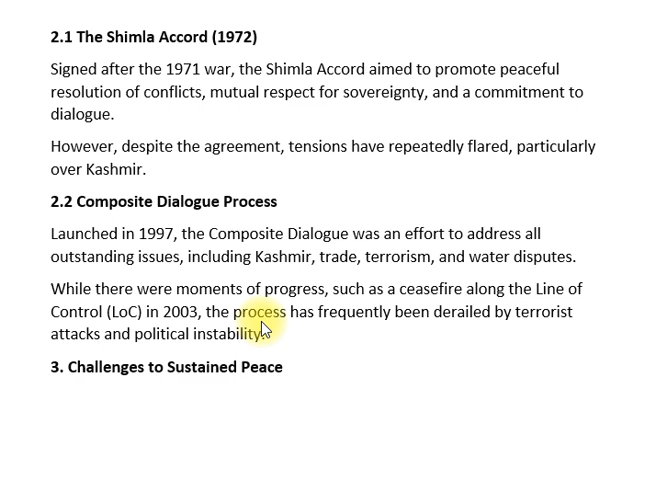 2.1 The Shimla Accord (1972)
Signed after the 1971 war, the Shimla Accord aimed to promote peaceful
resolution of conflicts, mutual respect for sovereignty, and a commitment to
dialogue.
However, despite the agreement, tensions have repeatedly flared, particularly
over Kashmir.
2.2 Composite Dialogue Process
Launched in 1997, the Composite Dialogue was an effort to address all
outstanding issues, including Kashmir, trade, terrorism, and water disputes.
While there were moments of progress, such as a ceasefire along the Line of
Control (LoC) in 2003, the process has frequently been derailed by terrorist
attacks and political instability.
3. Challenges to Sustained Peace